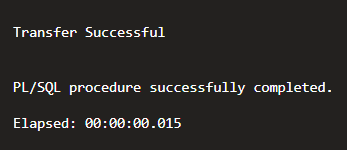 Transfer Successful
PL/SQL procedure successfully completed.
Elapsed: 00:00:00.015